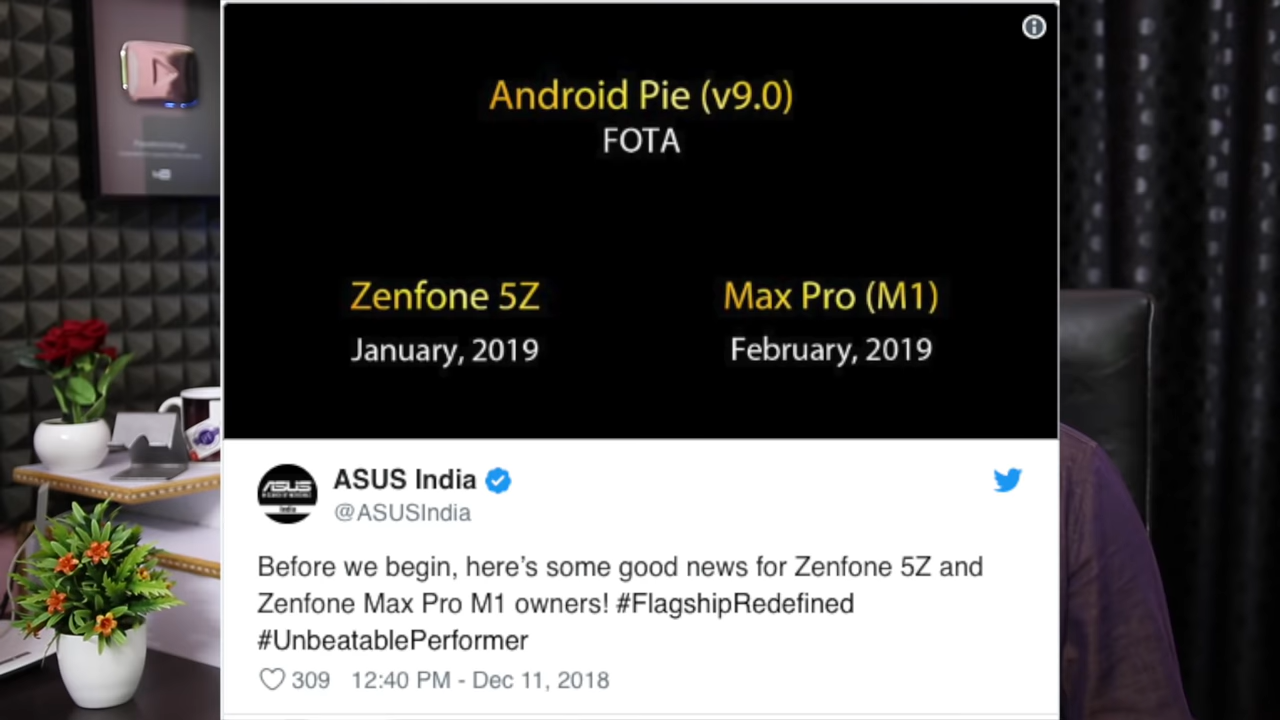 Android Pie (v9.0)
FOTA
Zenfone 5Z
January, 2019
Max Pro (M1)
February, 2019
ASUS India
@ASUSIndia
Before we begin, here’s some good news for Zenfone 5Z and
Zenfone Max Pro M1 owners! #FlagshipRedefined
#UnbeatablePerformer
309 12:40 PM - Dec 11, 2018